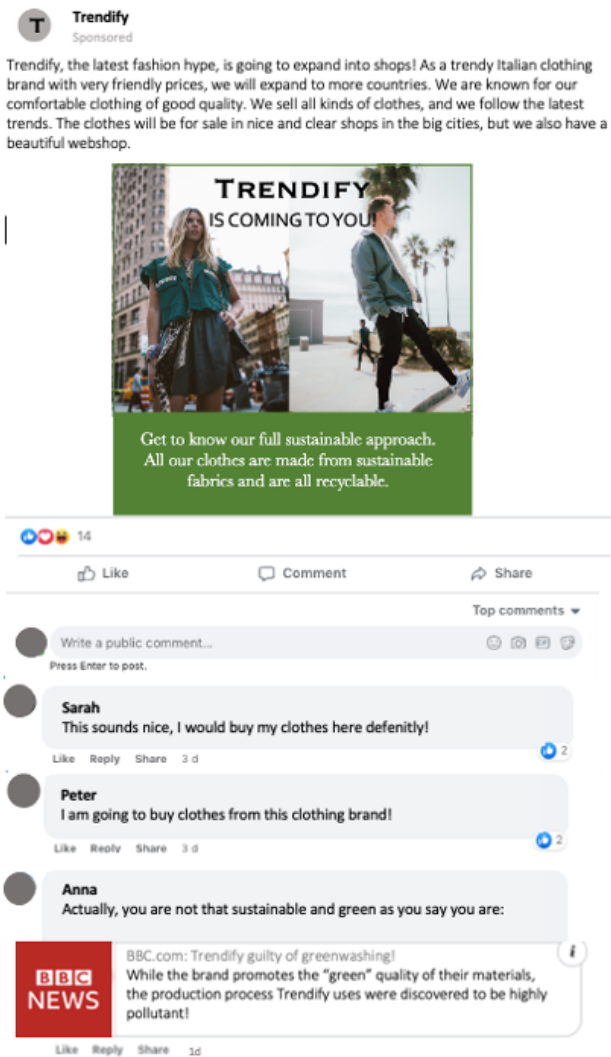 T
Trendify
Sponsored
Trendify, the latest fashion hype, is going to expand into shops! As a trendy Italian clothing
brand with very friendly prices, we will expand to more countries. We are known for our
comfortable clothing of good quality. We sell all kinds of clothes, and we follow the latest
trends. The clothes will be for sale in nice and clear shops in the big cities, but we also have a
beautiful webshop.
TRENDIFY
IS COMING TO YOU!
Get to know our full sustainable approach.
All our clothes are made from sustainable
fabrics and are all recyclable.
14
Like Comment Share
Top comments
Write a public comment...
Press Enter to post.
Sarah
This sounds nice, I would buy my clothes here defenitly!
2
Like Reply Share 3 d
Peter
I am going to buy clothes from this clothing brand!
2
Like Reply Share 3 d
Anna
Actually, you are not that sustainable and green as you say you are:
BBC
NEWS
BBC.com: Trendify guilty of greenwashing!
i
While the brand promotes the “green” quality of their materials,
the production process Trendify uses were discovered to be highly
pollutant!
Like Reply Share 1d